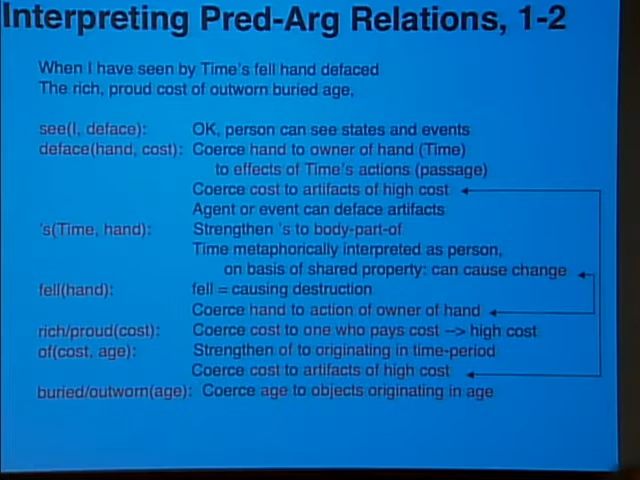 Interpreting Pred-Arg Relations, 1-2
When I have seen by Time's fell hand defaced
The rich, proud cost of outworn buried age,
see(I, deface): OK, person can see states and events
deface(hand, cost): Coerce hand to owner of hand (Time)
to effects of Time's actions (passage)
Coerce cost to artifacts of high cost
Agent or event can deface artifacts
's(Time, hand): Strengthen 's to body-part-of
Time metaphorically interpreted as person,
on basis of shared property: can cause change
fell(hand): fell = causing destruction
Coerce hand to action of owner of hand
rich/proud(cost): Coerce cost to one who pays cost --> high cost
of(cost, age): Strengthen of to originating in time-period
Coerce cost to artifacts of high cost
buried/outworn(age): Coerce age to objects originating in age